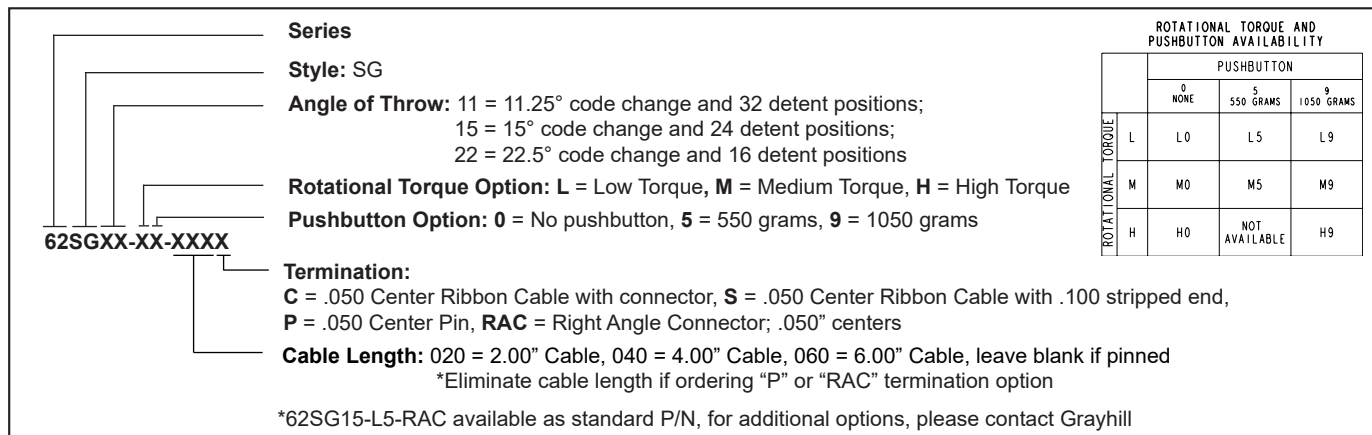 Series
Style: SG
Angle of Throw: 11 = 11.25° code change and 32 detent positions;
15 = 15° code change and 24 detent positions;
22 = 22.5° code change and 16 detent positions
Rotational Torque Option: L = Low Torque, M = Medium Torque, H = High Torque
Pushbutton Option: 0 = No pushbutton, 5 = 550 grams, 9 = 1050 grams
62SGXX-XX-XXXX
Termination:
C = .050 Center Ribbon Cable with connector, S = .050 Center Ribbon Cable with .100 stripped end,
P = .050 Center Pin, RAC = Right Angle Connector; .050” centers
Cable Length: 020 = 2.00” Cable, 040 = 4.00” Cable, 060 = 6.00” Cable, leave blank if pinned
*Eliminate cable length if ordering “P” or “RAC” termination option
*62SG15-L5-RAC available as standard P/N, for additional options, please contact Grayhill
ROTATIONAL TORQUE AND
PUSHBUTTON AVAILABILITY
PUSHBUTTON
0 5 9
NONE 550 GRAMS 1050 GRAMS
ROTATIONAL TORQUE
L L0 L5 L9
M M0 M5 M9
H H0 NOT AVAILABLE H9